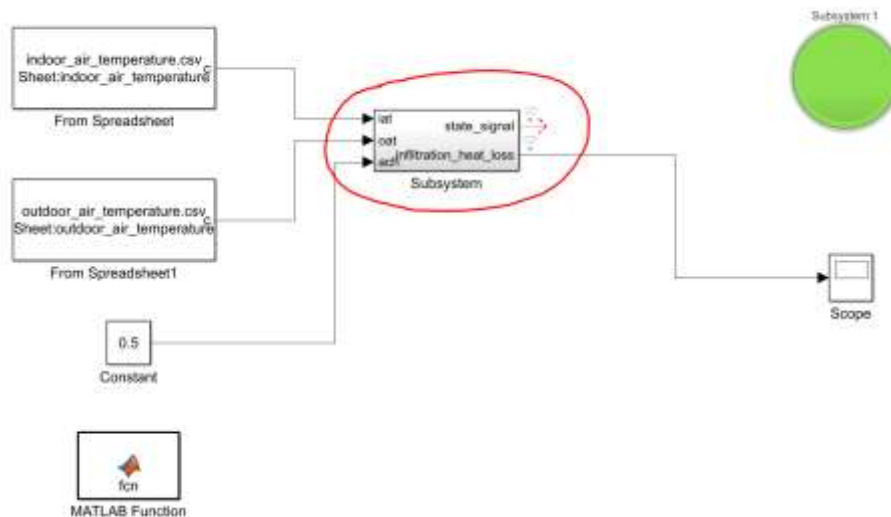 Subsystem:1
indoor_air_temperature.csv
Sheet:indoor_air_temperature
From Spreadsheet
iat
oat
ach
state_signal
infiltration_heat_loss
Subsystem
outdoor_air_temperature.csv
Sheet:outdoor_air_temperature
From Spreadsheet1
Scope
0.5
Constant
fcn
MATLAB Function